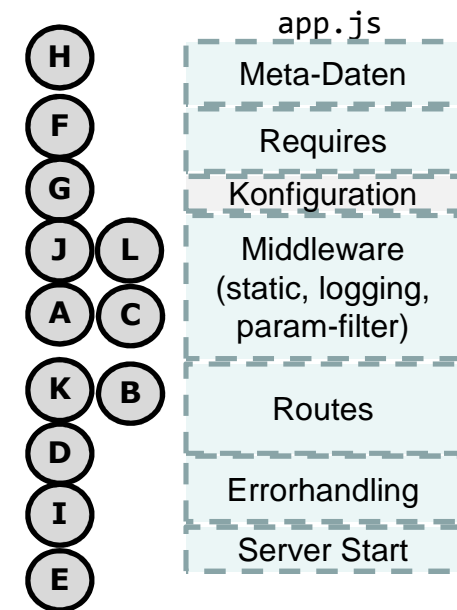 app.js
H
Meta-Daten
F
Requires
G
Konfiguration
J L
Middleware
(static, logging,
param-filter)
A C
K B
Routes
D
Errorhandling
I
Server Start
E